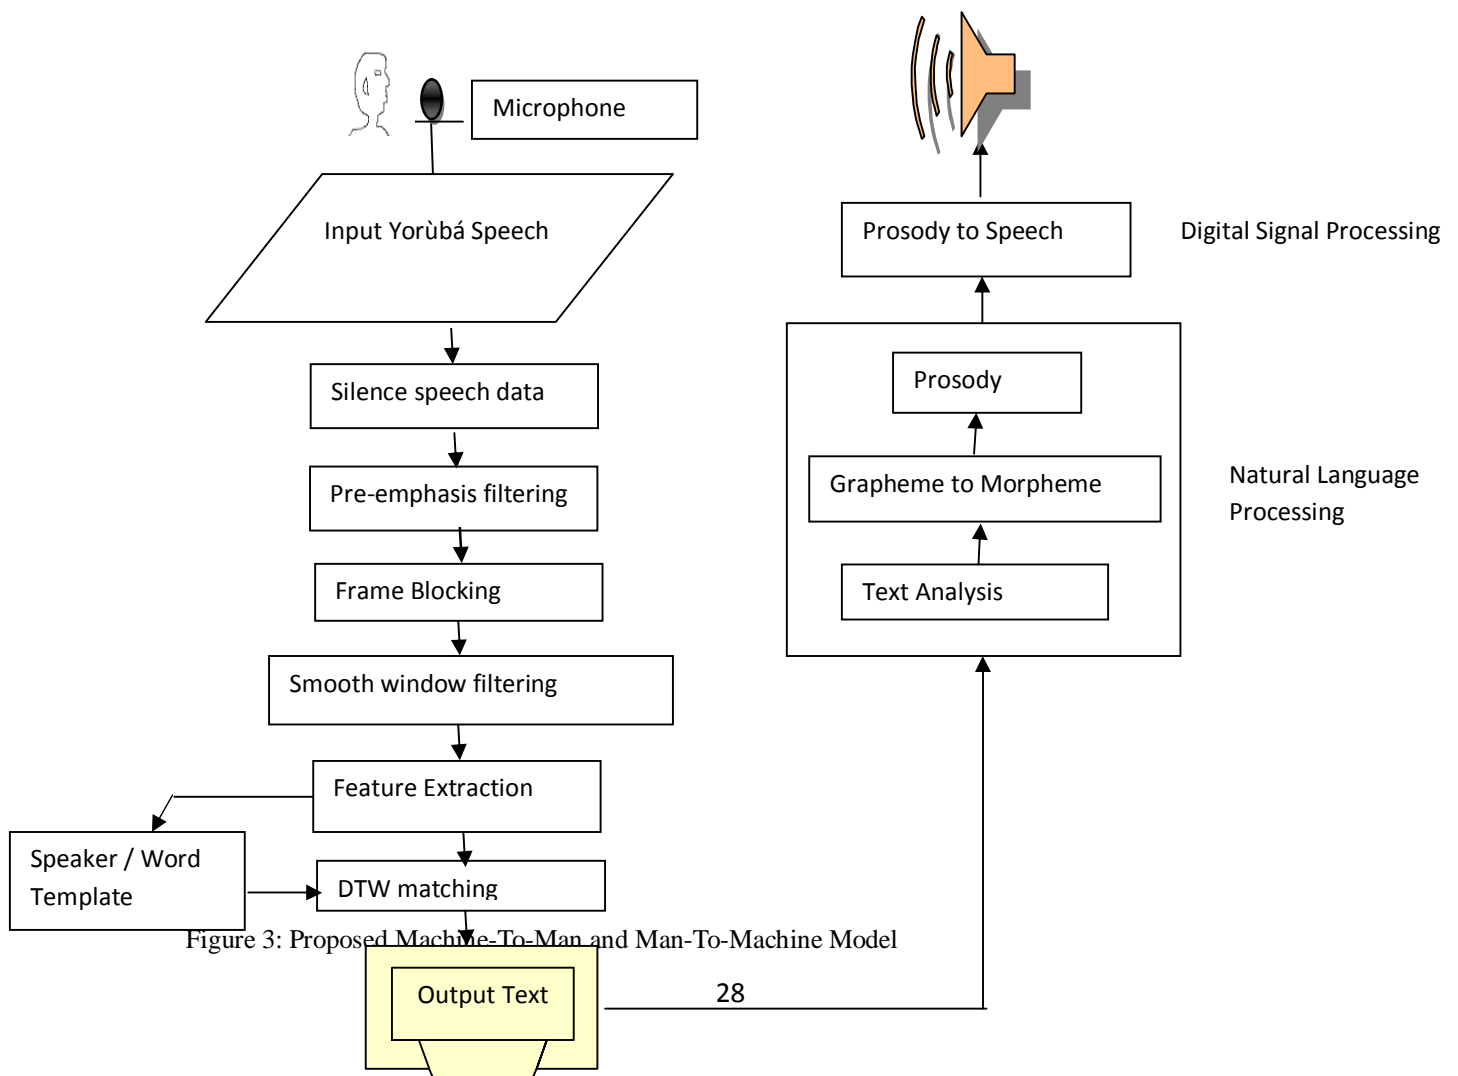 Microphone
Input Yorùbá Speech
Silence speech data
Pre-emphasis filtering
Frame Blocking
Smooth window filtering
Feature Extraction
Speaker / Word
Template
DTW matching
Figure 3: Proposed Machine-To-Man and Man-To-Machine Model
Output Text
28
Prosody to Speech
Digital Signal Processing
Prosody
Grapheme to Morpheme
Text Analysis
Natural Language
Processing